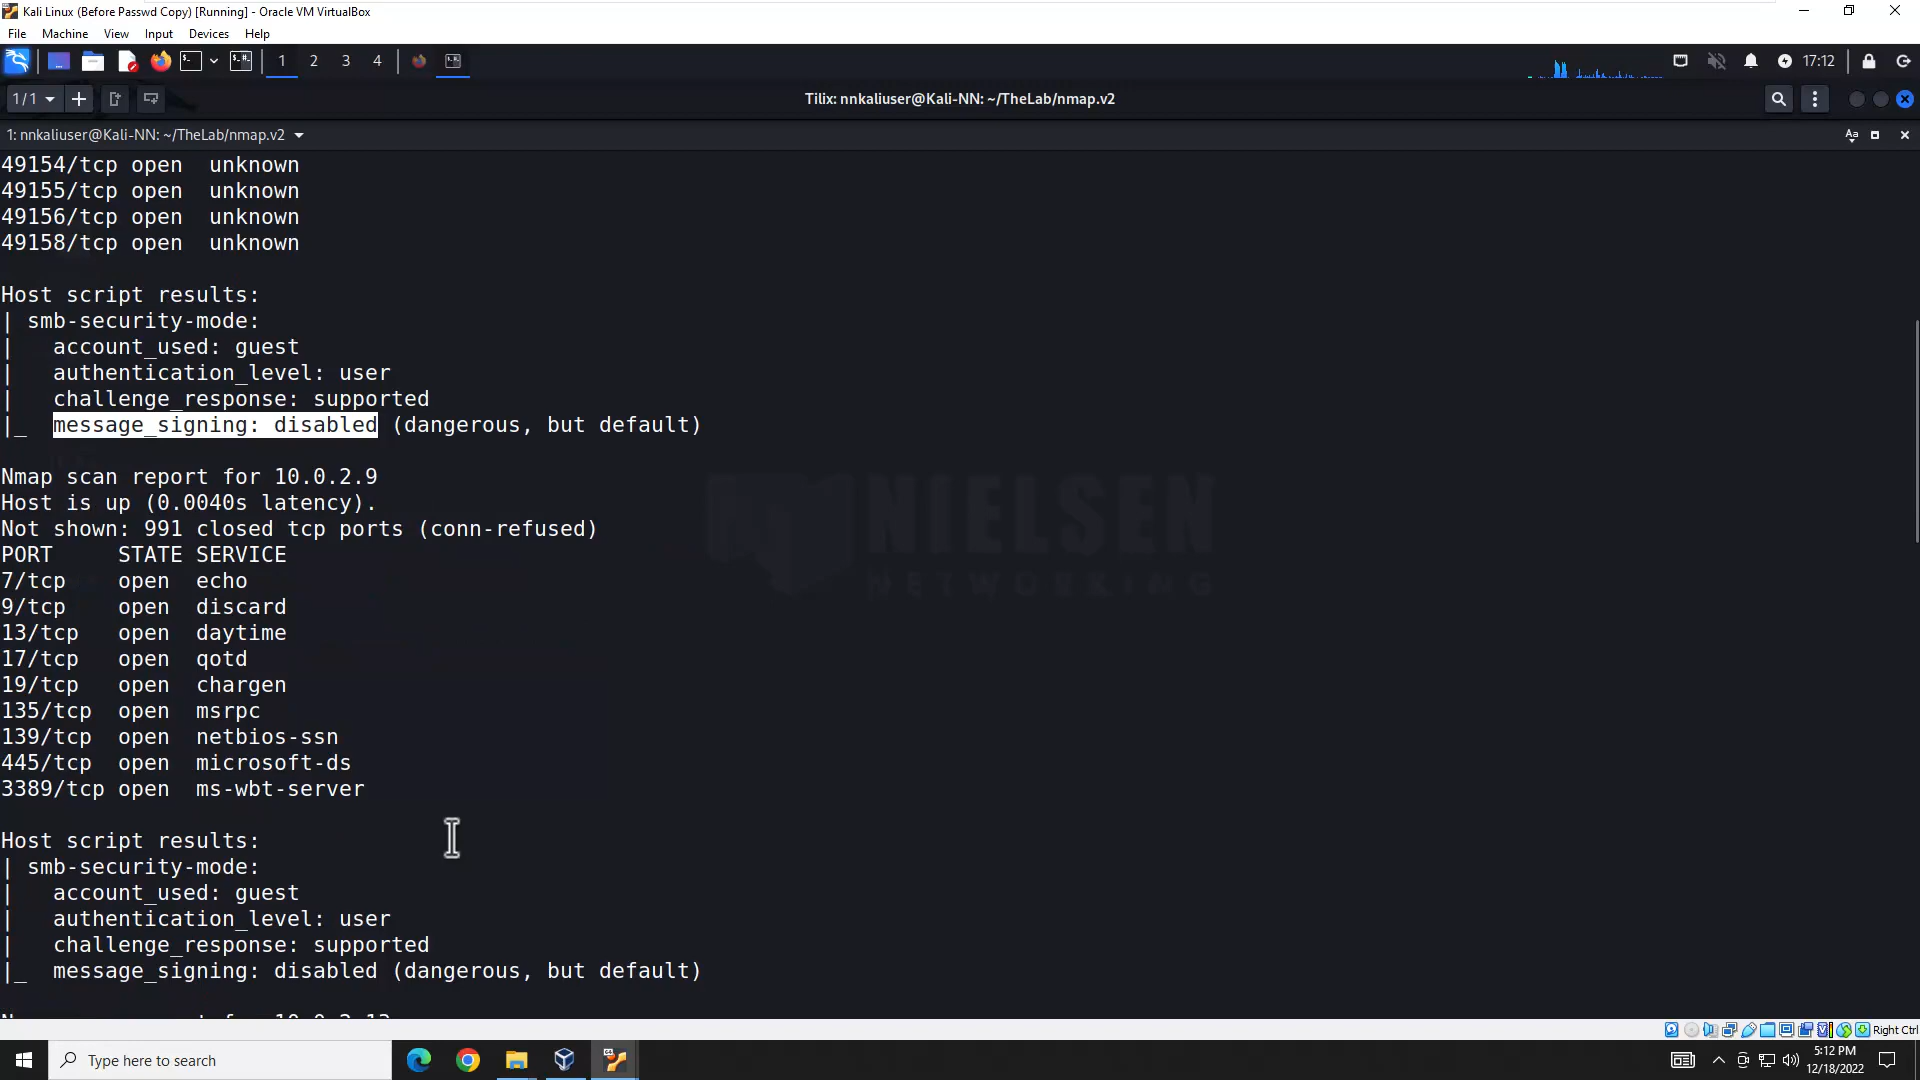 Kali Linux (Before Passwd Copy) [Running] - Oracle VM VirtualBox
File Machine View Input Devices Help
1 2 3 4 17:12
1/1 Tilix: nnkaliuser@Kali-NN: ~/TheLab/nmap.v2
1: nnkaliuser@Kali-NN: ~/TheLab/nmap.v2
49154/tcp open  unknown
49155/tcp open  unknown
49156/tcp open  unknown
49158/tcp open  unknown
Host script results:
| smb-security-mode:
|   account_used: guest
|   authentication_level: user
|   challenge_response: supported
|_  message_signing: disabled (dangerous, but default)
Nmap scan report for 10.0.2.9
Host is up (0.0040s latency).
Not shown: 991 closed tcp ports (conn-refused)
PORT     STATE SERVICE
7/tcp    open  echo
9/tcp    open  discard
13/tcp   open  daytime
17/tcp   open  qotd
19/tcp   open  chargen
135/tcp  open  msrpc
139/tcp  open  netbios-ssn
445/tcp  open  microsoft-ds
3389/tcp open  ms-wbt-server
NIELSEN
NETWORKING
Host script results:
| smb-security-mode:
|   account_used: guest
|   authentication_level: user
|   challenge_response: supported
|_  message_signing: disabled (dangerous, but default)
Right Ctrl
Type here to search
5:12 PM
12/18/2022